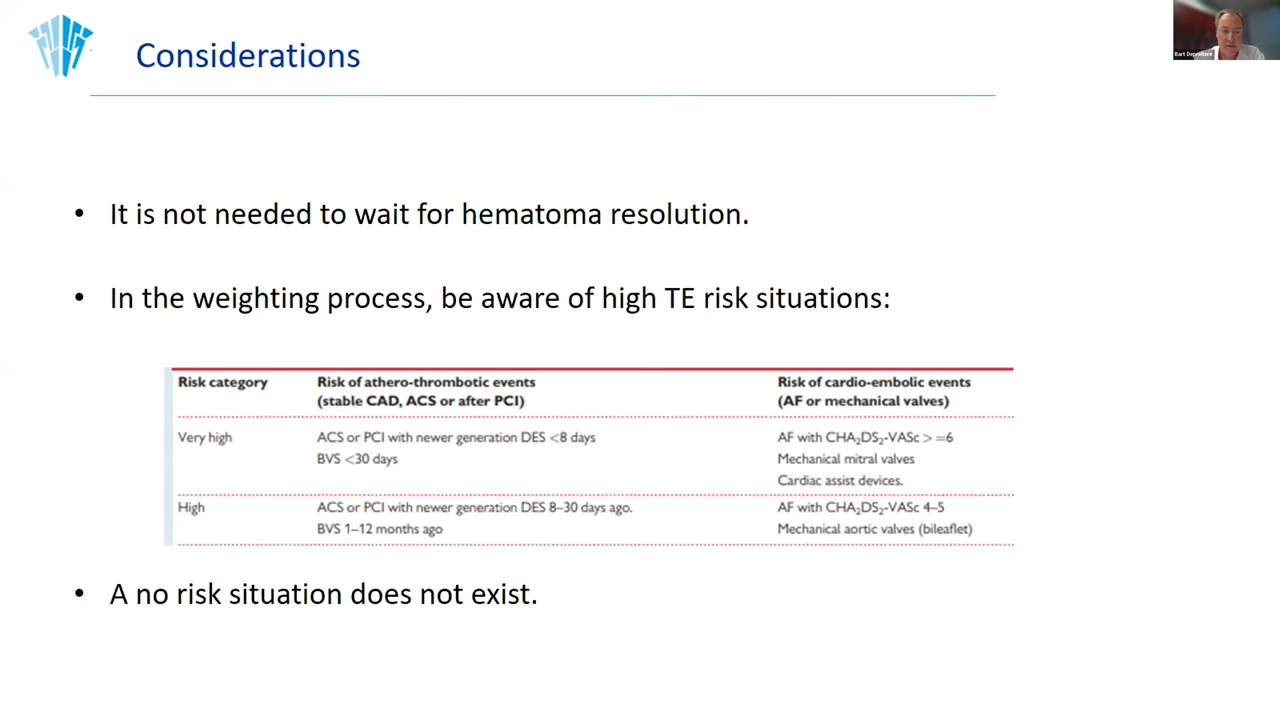 Considerations
Bart Depreitere
• It is not needed to wait for hematoma resolution.
• In the weighting process, be aware of high TE risk situations:
Risk category Risk of athero-thrombotic events Risk of cardio-embolic events
(stable CAD, ACS or after PCI) (AF or mechanical valves)
Very high ACS or PCI with newer generation DES <8 days AF with CHA₂DS₂-VASc > =6
BVS <30 days Mechanical mitral valves
Cardiac assist devices.
High ACS or PCI with newer generation DES 8–30 days ago. AF with CHA₂DS₂-VASc 4–5
BVS 1–12 months ago Mechanical aortic valves (bileaflet)
• A no risk situation does not exist.